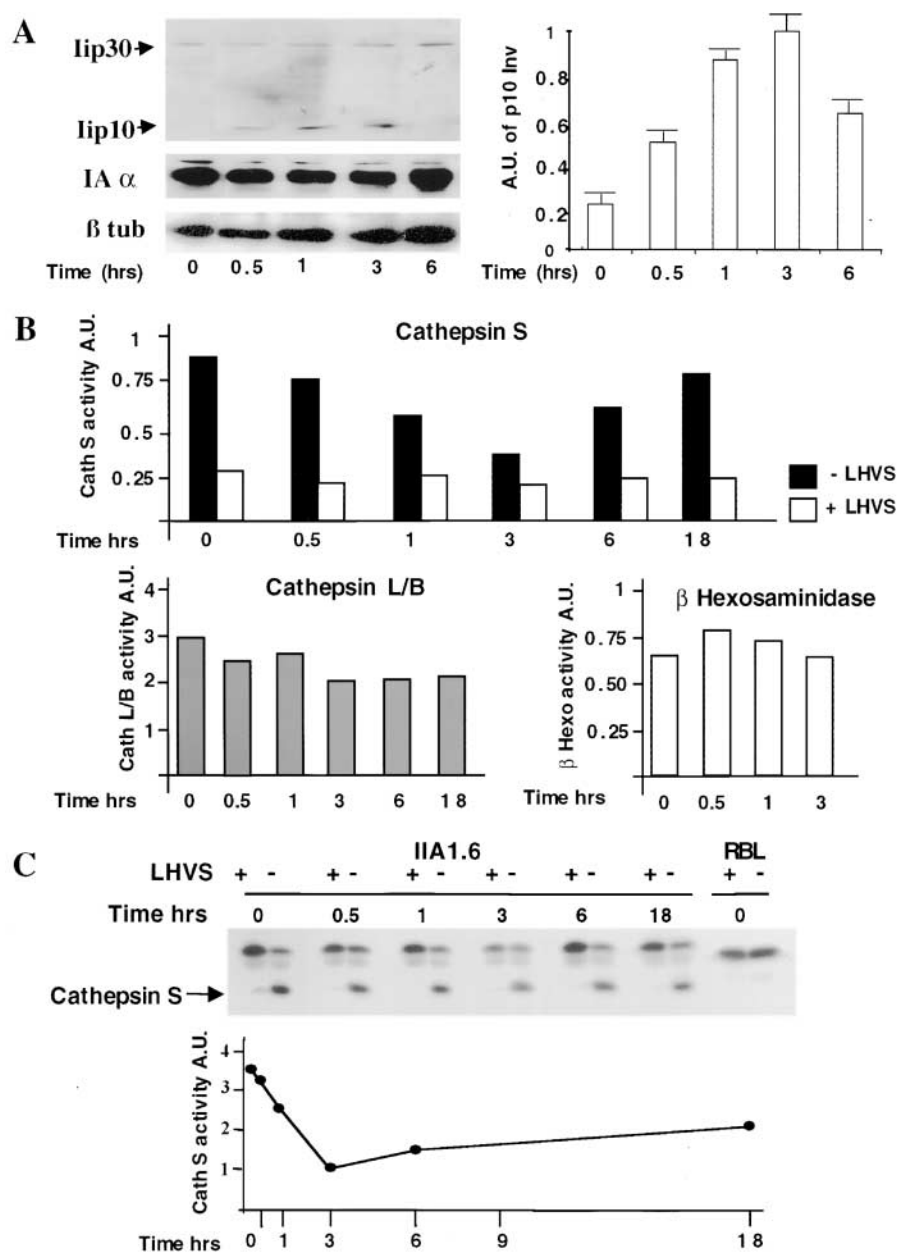 A
Iip30
Iip10
IA α
ß tub
Time (hrs) 0 0.5 1 3 6
A.U. of p10 Inv
1
0.8
0.6
0.4
0.2
0
0 0.5 1 3 6
B
Cathepsin S
Cath S activity A.U.
1
0.75
0.5
0.25
- LHVS
+ LHVS
Time hrs 0 0.5 1 3 6 18
Cathepsin L/B
Cath L/B activity A.U.
4
3
2
1
Time hrs 0 0.5 1 3 6 18
β Hexosaminidase
β Hexo activity A.U.
1
0.75
0.50
0.25
Time hrs 0 0.5 1 3
C
IIA1.6 RBL
LHVS + - + - + - + - + - + - + -
Time hrs 0 0.5 1 3 6 18 0
Cathepsin S
Cath S activity A.U.
4
3
2
1
Time hrs 0 1 3 6 9 18